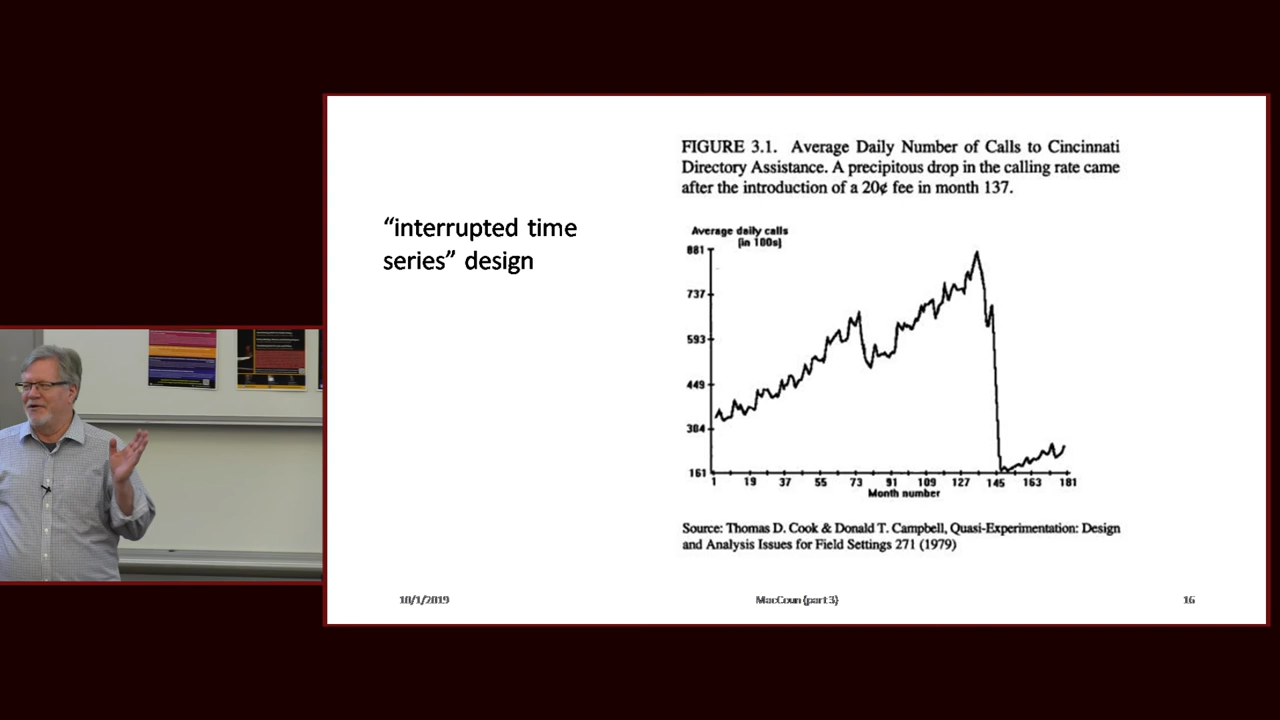 “interrupted time
series” design
FIGURE 3.1. Average Daily Number of Calls to Cincinnati
Directory Assistance. A precipitous drop in the calling rate came
after the introduction of a 20¢ fee in month 137.
Average daily calls
(in 100s)
881
737
593
449
304
161
1 19 37 55 73 91 109 127 145 163 181
Month number
Source: Thomas D. Cook & Donald T. Campbell, Quasi-Experimentation: Design
and Analysis Issues for Field Settings 271 (1979)
10/1/2019 MacCoun (part 3) 16